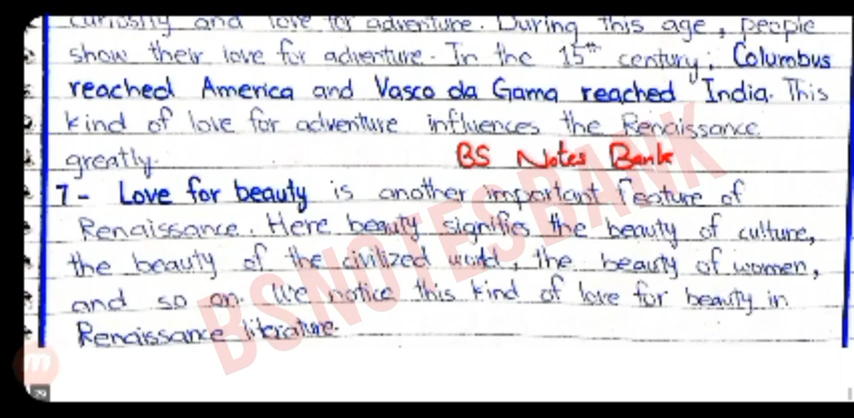 curiosity and love for adventure. During this age, people
show their love for adventure. In the 15th century, Columbus
reached America and Vasco da Gama reached India. This
kind of love for adventure influences the Renaissance
greatly.
BS Notes Bank
7- Love for beauty is another important feature of
Renaissance. Here beauty signifies the beauty of culture,
the beauty of the civilized world, the beauty of women,
and so on. We notice this kind of love for beauty in
Renaissance literature.
BSNOTESBANK